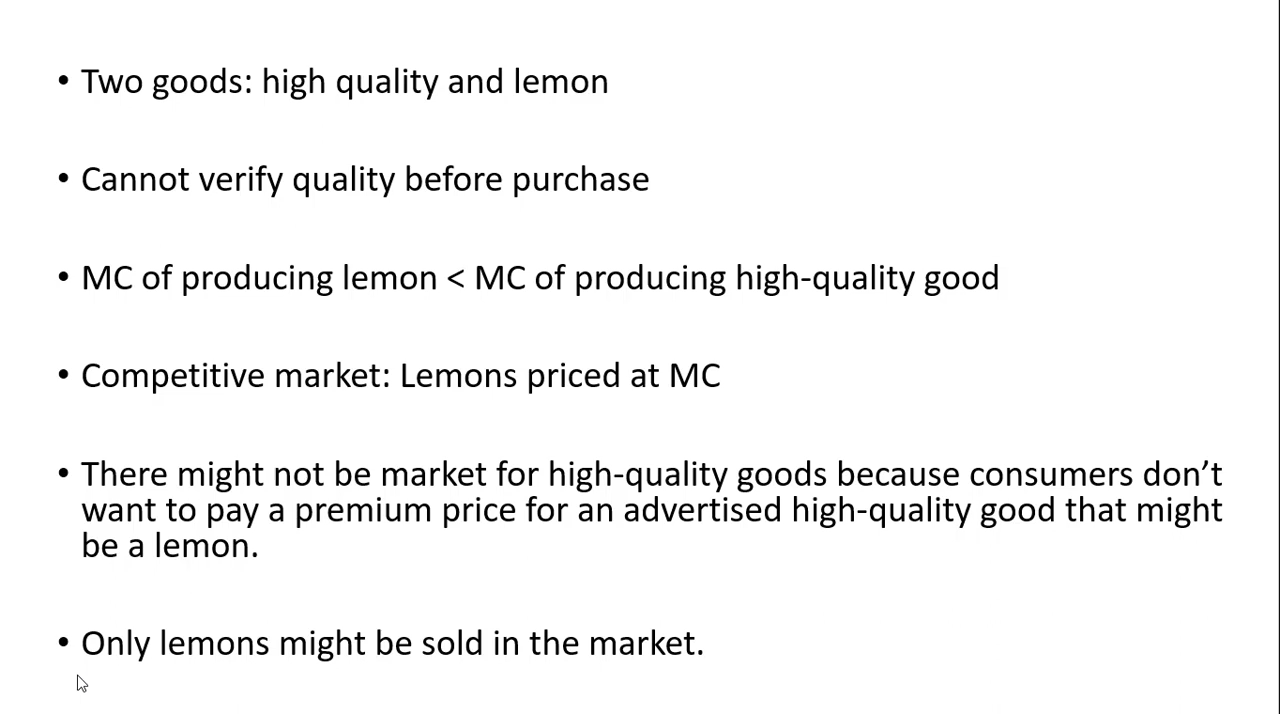 • Two goods: high quality and lemon
• Cannot verify quality before purchase
• MC of producing lemon < MC of producing high-quality good
• Competitive market: Lemons priced at MC
• There might not be market for high-quality goods because consumers don’t
want to pay a premium price for an advertised high-quality good that might
be a lemon.
• Only lemons might be sold in the market.